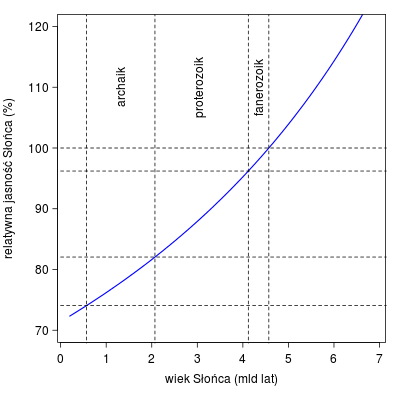 120
110
100
90
80
70
relatywna jasność Słońca (%)
archaik
proterozoik
fanerozoik
0 1 2 3 4 5 6 7
wiek Słońca (mld lat)